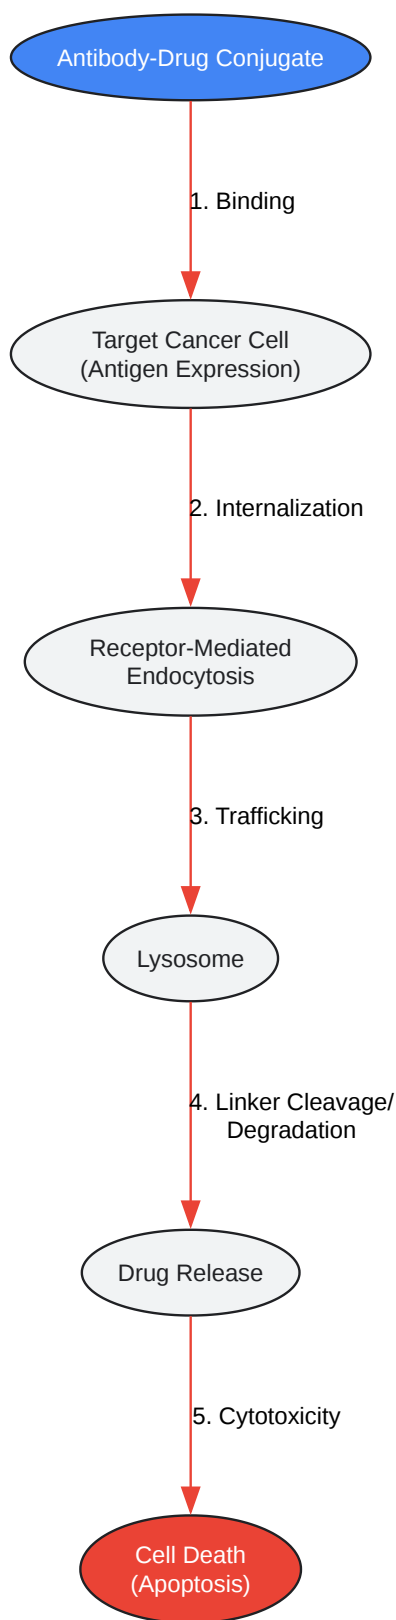 Antibody-Drug Conjugate
1. Binding
Target Cancer Cell
(Antigen Expression)
2. Internalization
Receptor-Mediated
Endocytosis
3. Trafficking
Lysosome
4. Linker Cleavage/
Degradation
Drug Release
5. Cytotoxicity
Cell Death
(Apoptosis)